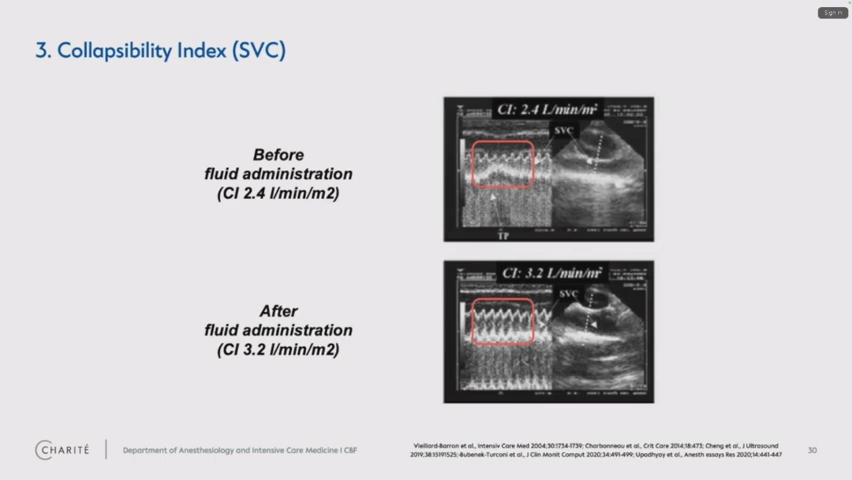 Sign in
3. Collapsibility Index (SVC)
CI: 2.4 L/min/m²
SVC
Before
fluid administration
(CI 2.4 l/min/m2)
TP
CI: 3.2 L/min/m²
SVC
After
fluid administration
(CI 3.2 l/min/m2)
CHARITÉ
Department of Anesthesiology and Intensive Care Medicine I CBF
Vieillard-Barron et al., Intensiv Care Med 2004;30:1734-1739; Charbonneau et al., Crit Care 2014;18:473; Cheng et al., J Ultrasound
2019;38:15191525;-Bubenek-Turconi et al., J Clin Monit Comput 2020;34:491-499; Upadhyay et al., Anesth essays Res 2020;14:441-447
30